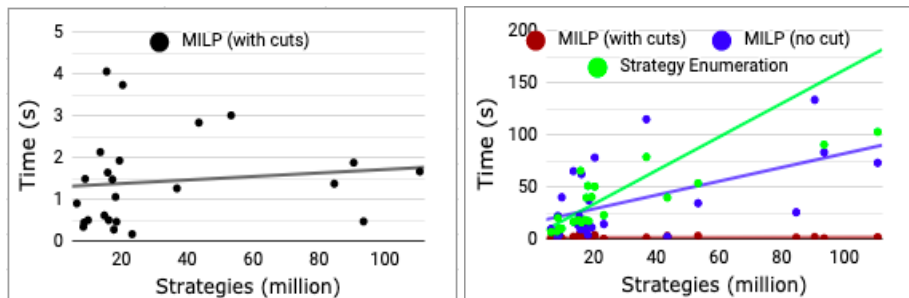 5
4
3
2
1
0
Time (s)
MILP (with cuts)
20
40
60
80
100
Strategies (million)
200
150
100
50
0
Time (s)
MILP (with cuts)
MILP (no cut)
Strategy Enumeration
20
40
60
80
100
Strategies (million)